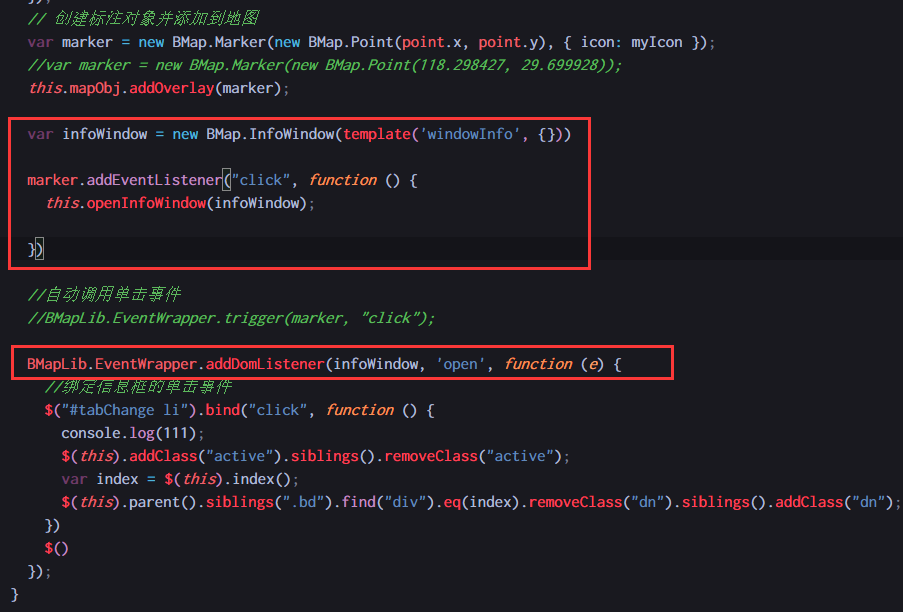 });
// 创建标注对象并添加到地图
var marker = new BMap.Marker(new BMap.Point(point.x, point.y), { icon: myIcon });
//var marker = new BMap.Marker(new BMap.Point(118.298427, 29.699928));
this.mapObj.addOverlay(marker);
var infoWindow = new BMap.InfoWindow(template('windowInfo', {}))
marker.addEventListener("click", function () {
this.openInfoWindow(infoWindow);
})
//自动调用单击事件
//BMapLib.EventWrapper.trigger(marker, "click");
BMapLib.EventWrapper.addDomListener(infoWindow, 'open', function (e) {
//绑定信息框的单击事件
$("#tabChange li").bind("click", function () {
console.log(111);
$(this).addClass("active").siblings().removeClass("active");
var index = $(this).index();
$(this).parent().siblings(".bd").find("div").eq(index).removeClass("dn").siblings().addClass("dn");
})
$()
});
}